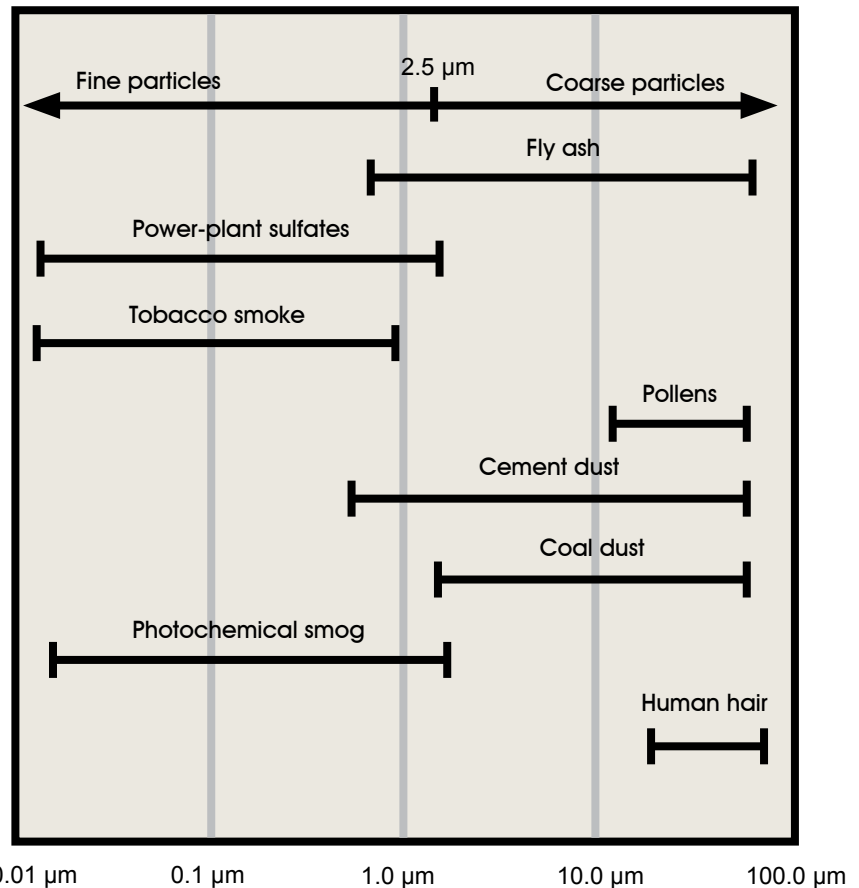 2.5 µm
Fine particles
Coarse particles
Fly ash
Power-plant sulfates
Tobacco smoke
Pollens
Cement dust
Coal dust
Photochemical smog
Human hair
0.01 µm 0.1 µm 1.0 µm 10.0 µm 100.0 µm